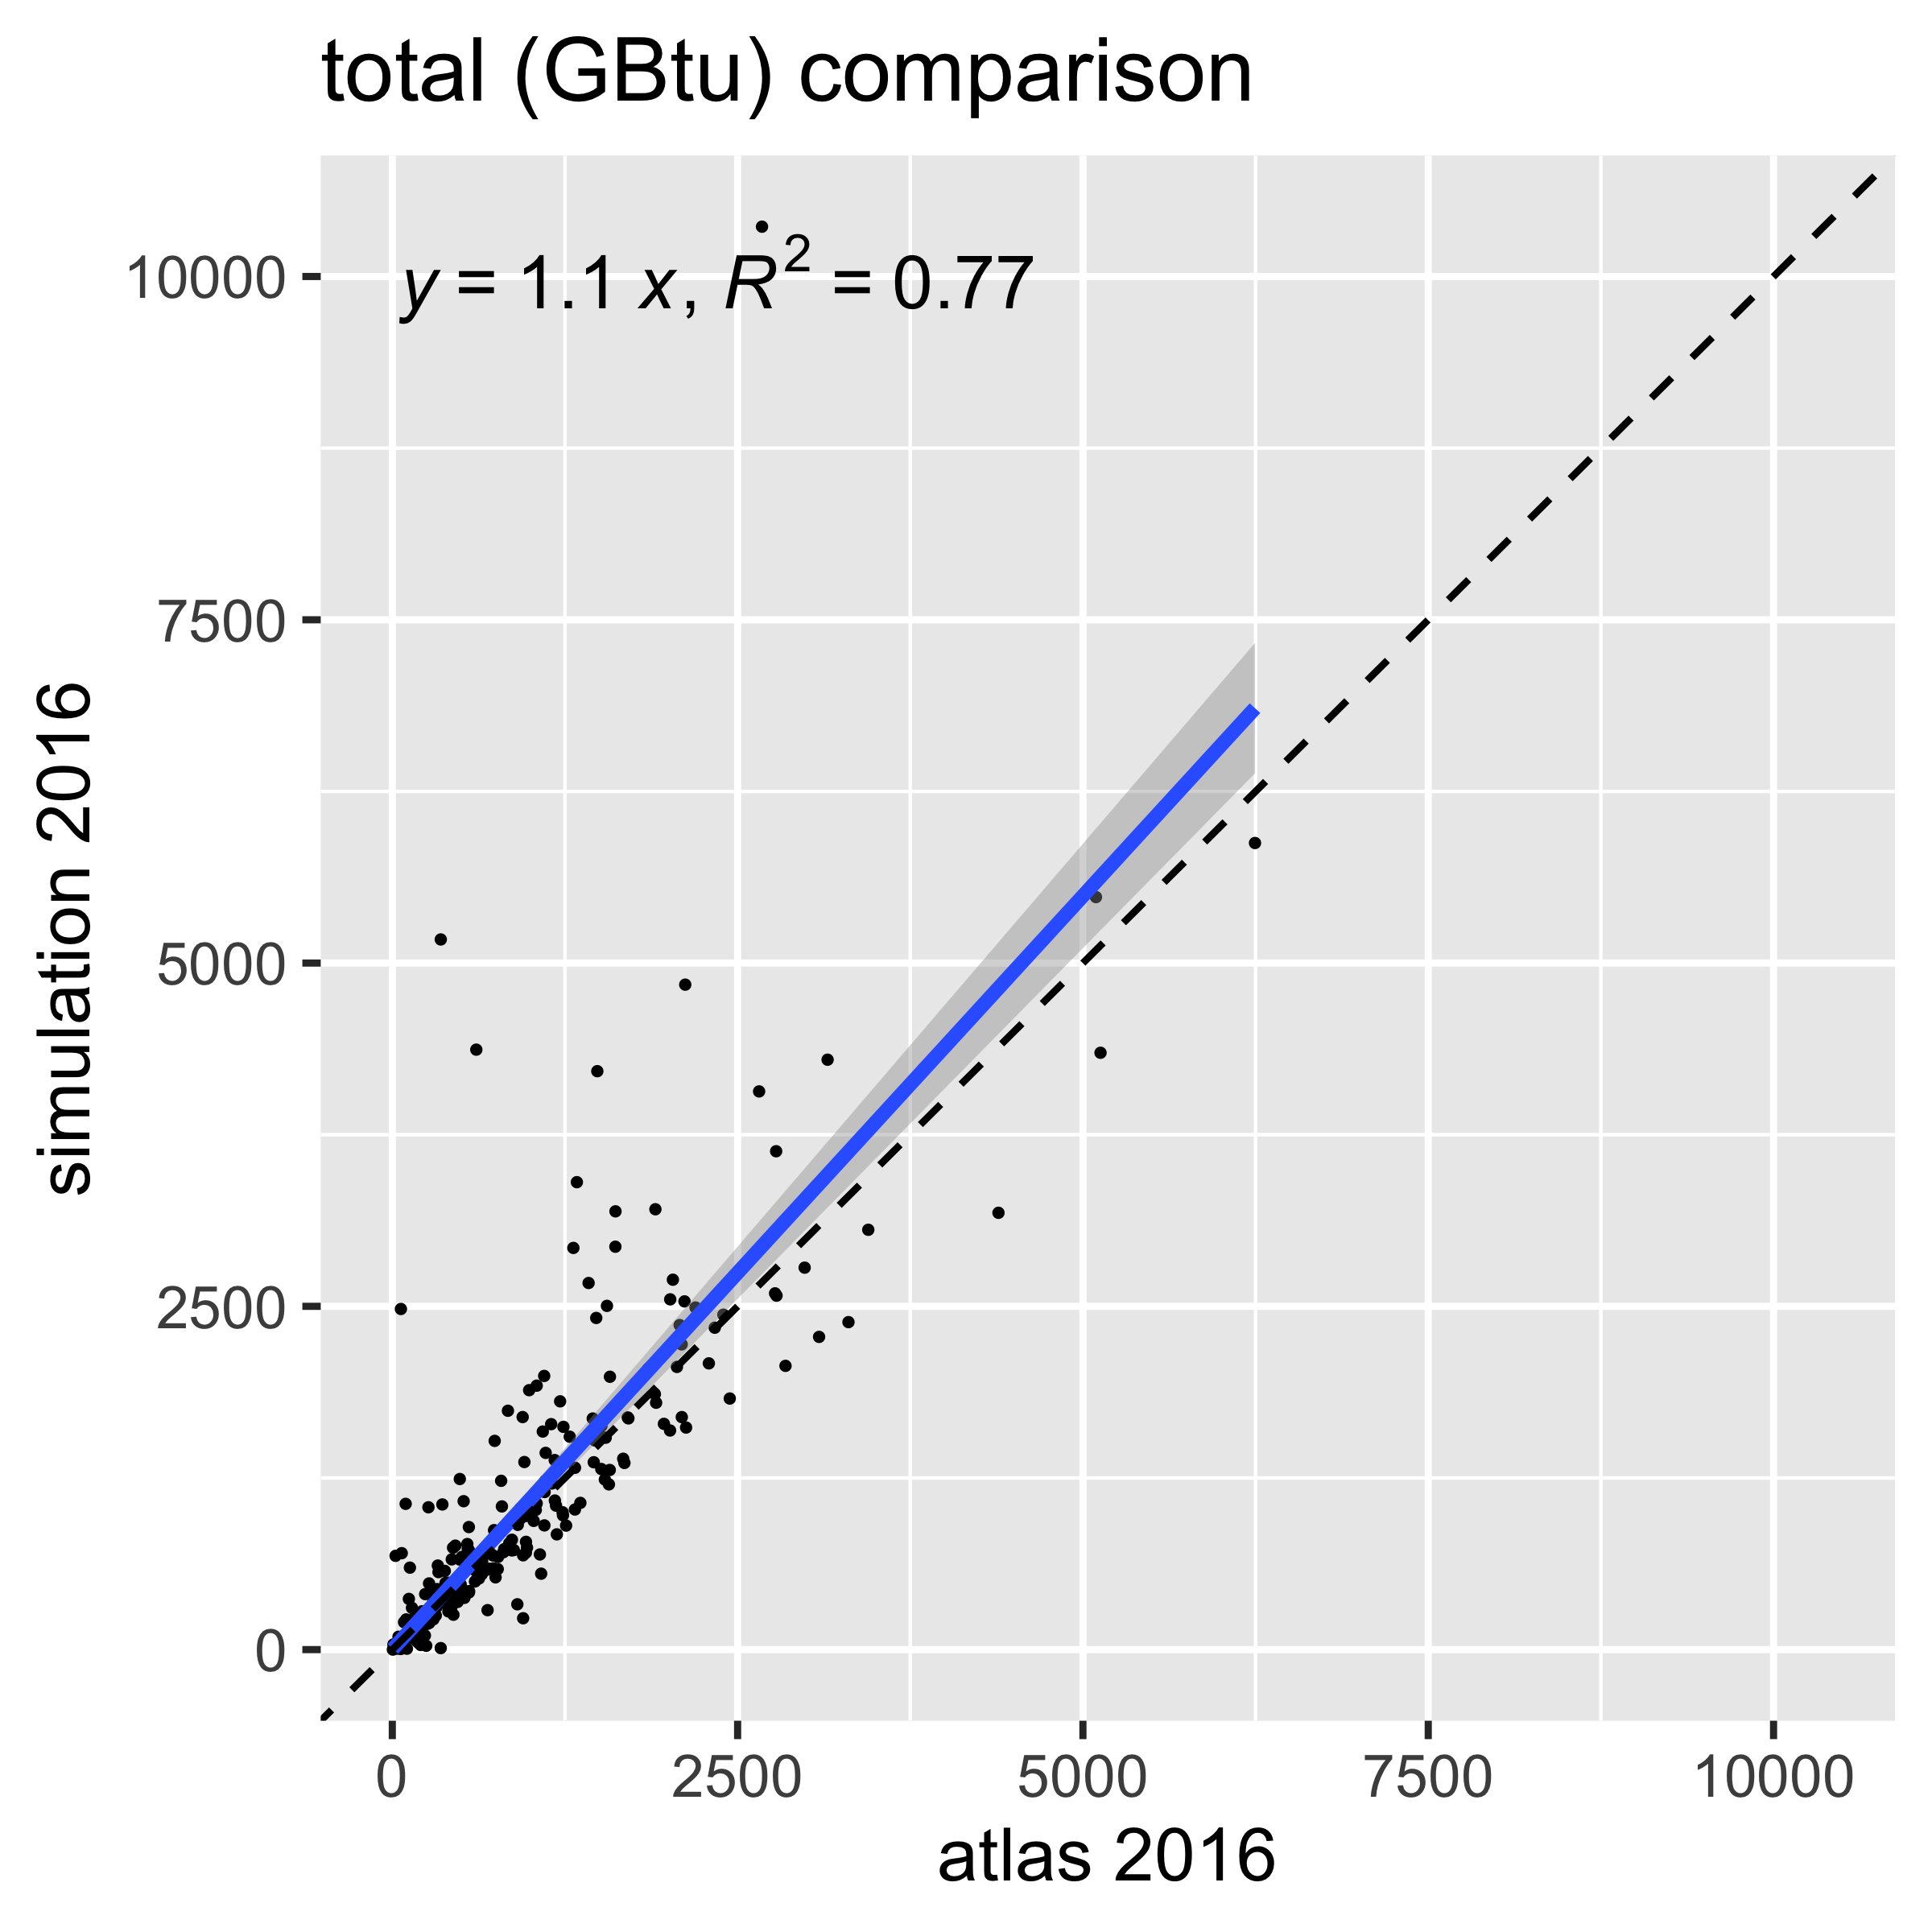 total (GBtu) comparison
y = 1.1 x, R² = 0.77
10000
7500
5000
2500
0
simulation 2016
0 2500 5000 7500 10000
atlas 2016